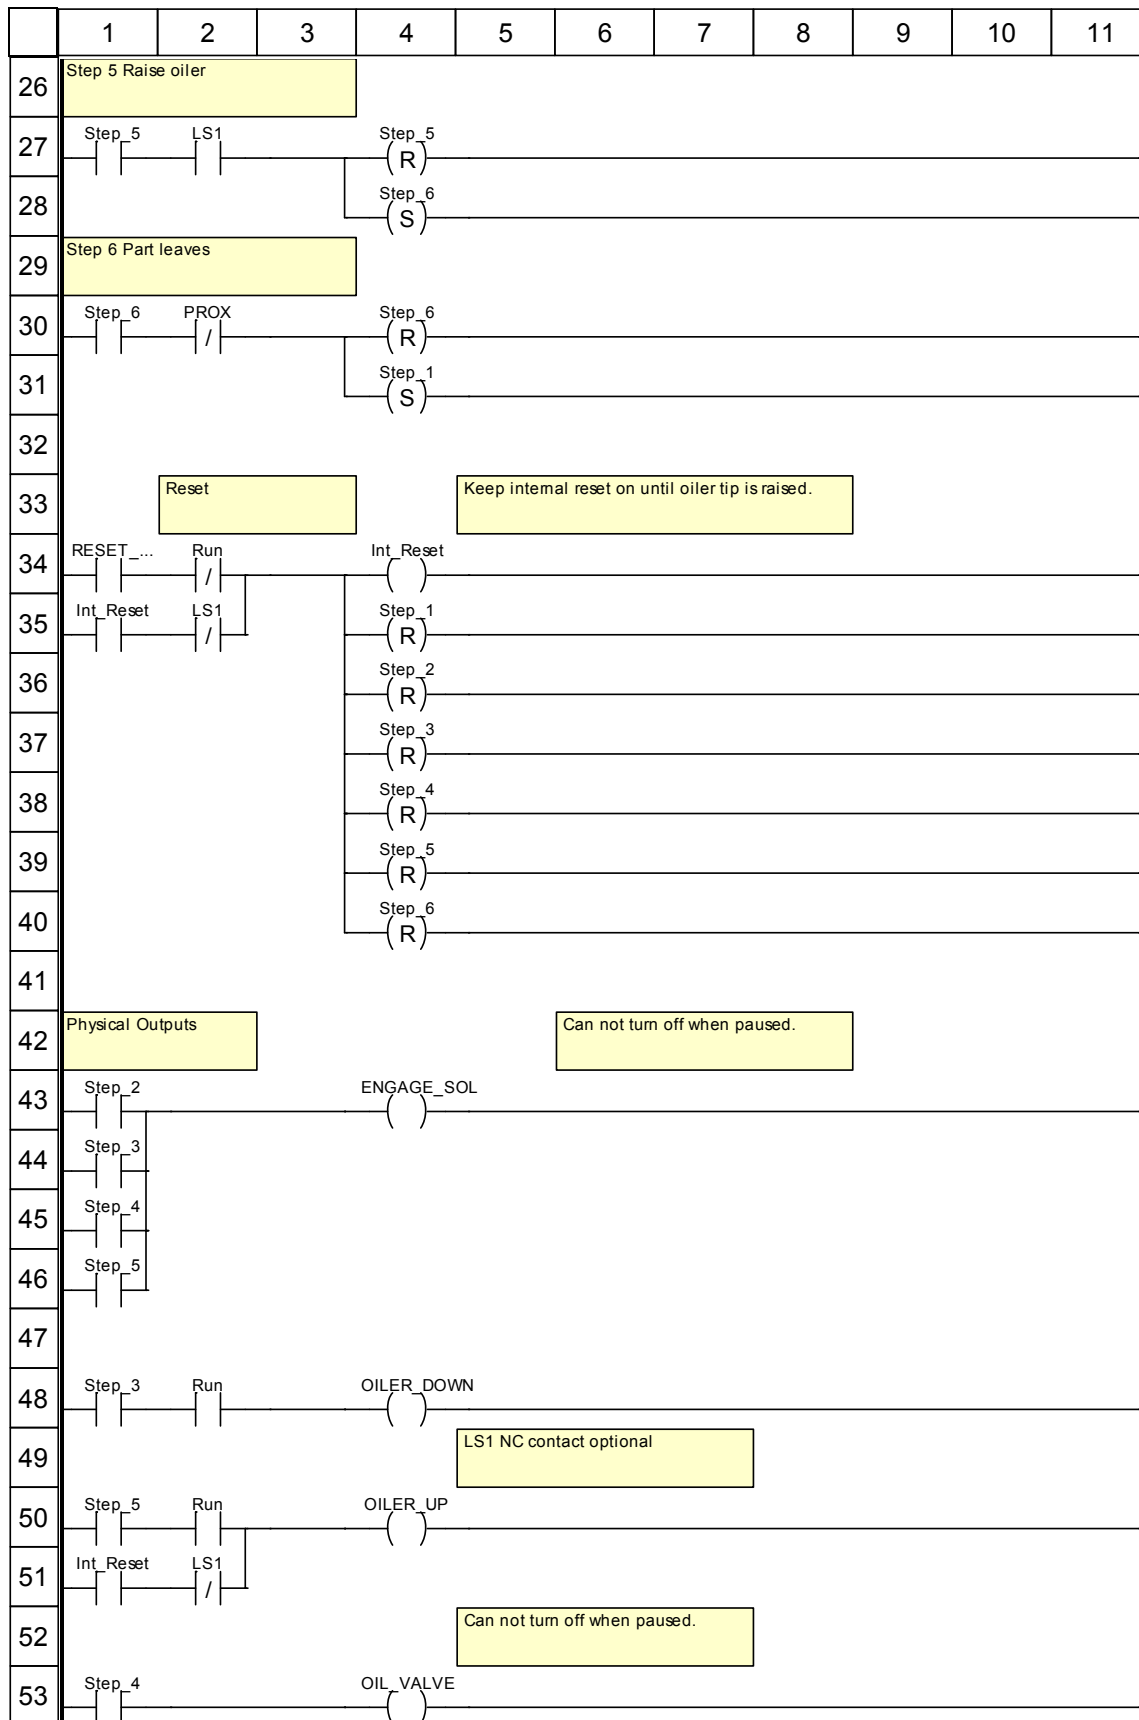 1 2 3 4 5 6 7 8 9 10 11
26 Step 5 Raise oiler
Step_5 LS1 Step_5
27 R
Step_6
28 S
29 Step 6 Part leaves
Step_6 PROX Step_6
30 / R
Step_1
31 S
32
33 Reset Keep internal reset on until oiler tip is raised.
RESET_... Run Int_Reset
34 /
Int_Reset LS1 Step_1
35 / R
Step_2
36 R
Step_3
37 R
Step_4
38 R
Step_5
39 R
Step_6
40 R
41
42 Physical Outputs Can not turn off when paused.
Step_2 ENGAGE_SOL
43
Step_3
44
Step_4
45
Step_5
46
47
Step_3 Run OILER_DOWN
48
49 LS1 NC contact optional
Step_5 Run OILER_UP
50
Int_Reset LS1
51 /
52 Can not turn off when paused.
Step_4 OIL_VALVE
53